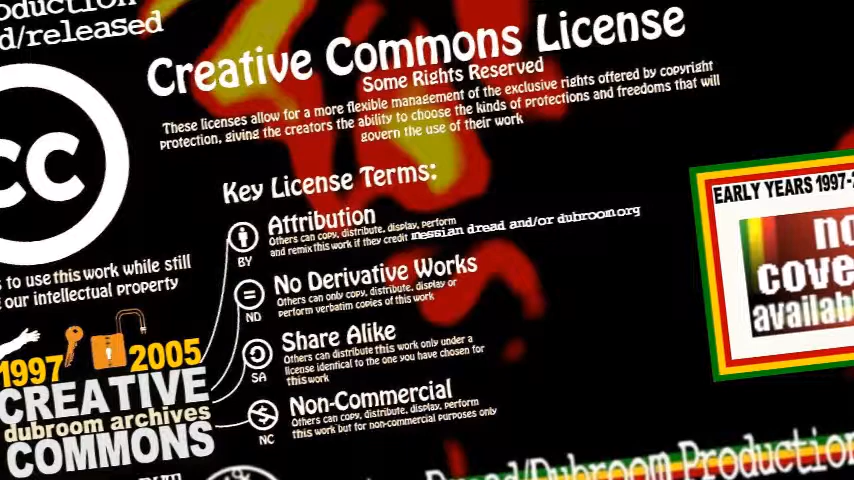 d/released
Creative Commons License
Some Rights Reserved
These licenses allow for a more flexible management of the exclusive rights offered by copyright
protection, giving the creators the ability to choose the kinds of protections and freedoms that will
govern the use of their work
cc
Key License Terms:
EARLY YEARS 1997-
Attribution
Others can copy, distribute, display, perform
and remix this work if they credit messian dread and/or dubroom.org
BY
no
cove
availab
s to use this work while still
our intellectual property
No Derivative Works
Others can only copy, distribute, display or
perform verbatim copies of this work
ND
Share Alike
Others can distribute this work only under a
license identical to the one you have chosen for
this work
SA
1997 2005
CREATIVE
dubroom archives
COMMONS
Non-Commercial
Others can copy, distribute, display, perform
this work but for non-commercial purposes only
NC
Dread/Dubroom Production